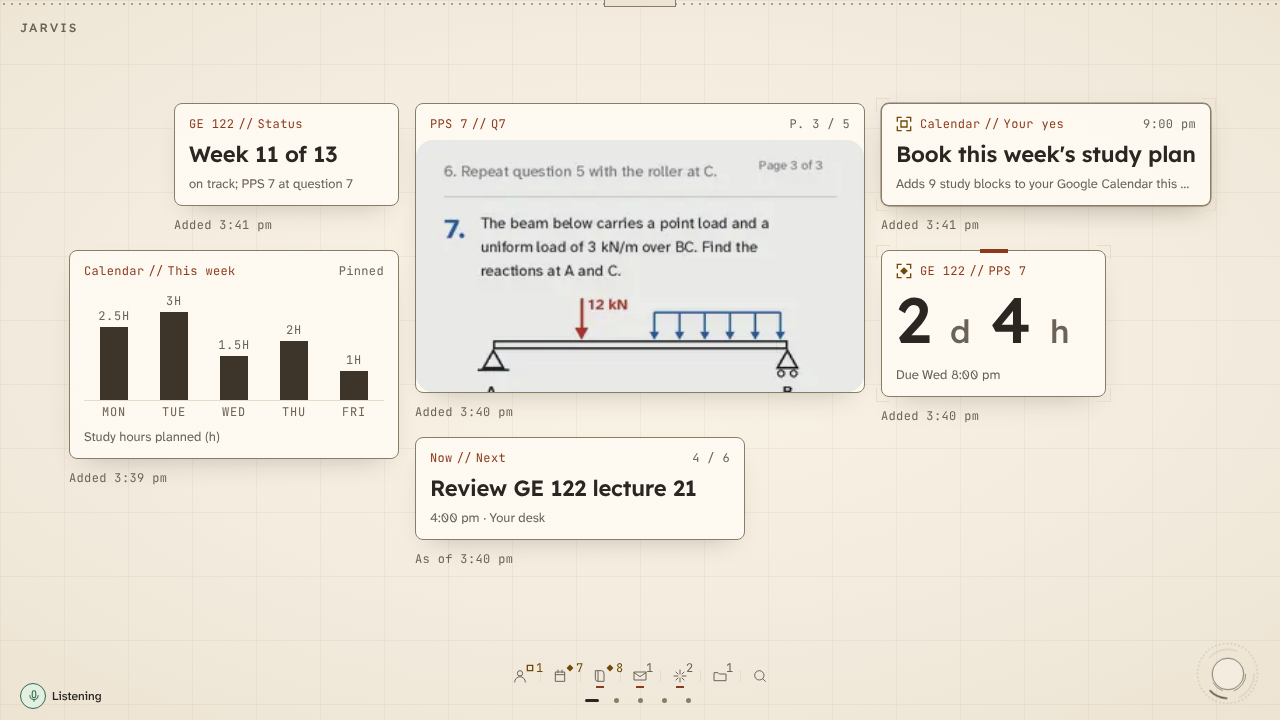 JARVIS
GE 122 // Status
Week 11 of 13
on track; PPS 7 at question 7
Added 3:41 pm
Calendar // This week
Pinned
2.5H
3H
1.5H
2H
1H
MON
TUE
WED
THU
FRI
Study hours planned (h)
Added 3:39 pm
PPS 7 // Q7
P. 3 / 5
6. Repeat question 5 with the roller at C.
Page 3 of 3
7.
The beam below carries a point load and a
uniform load of 3 kN/m over BC. Find the
reactions at A and C.
12 kN
A
B
Added 3:40 pm
Now // Next
4 / 6
Review GE 122 lecture 21
4:00 pm · Your desk
As of 3:40 pm
Calendar // Your yes
9:00 pm
Book this week's study plan
Adds 9 study blocks to your Google Calendar this ...
Added 3:41 pm
GE 122 // PPS 7
2 d 4 h
Due Wed 8:00 pm
Added 3:40 pm
1
7
8
1
2
1
Listening